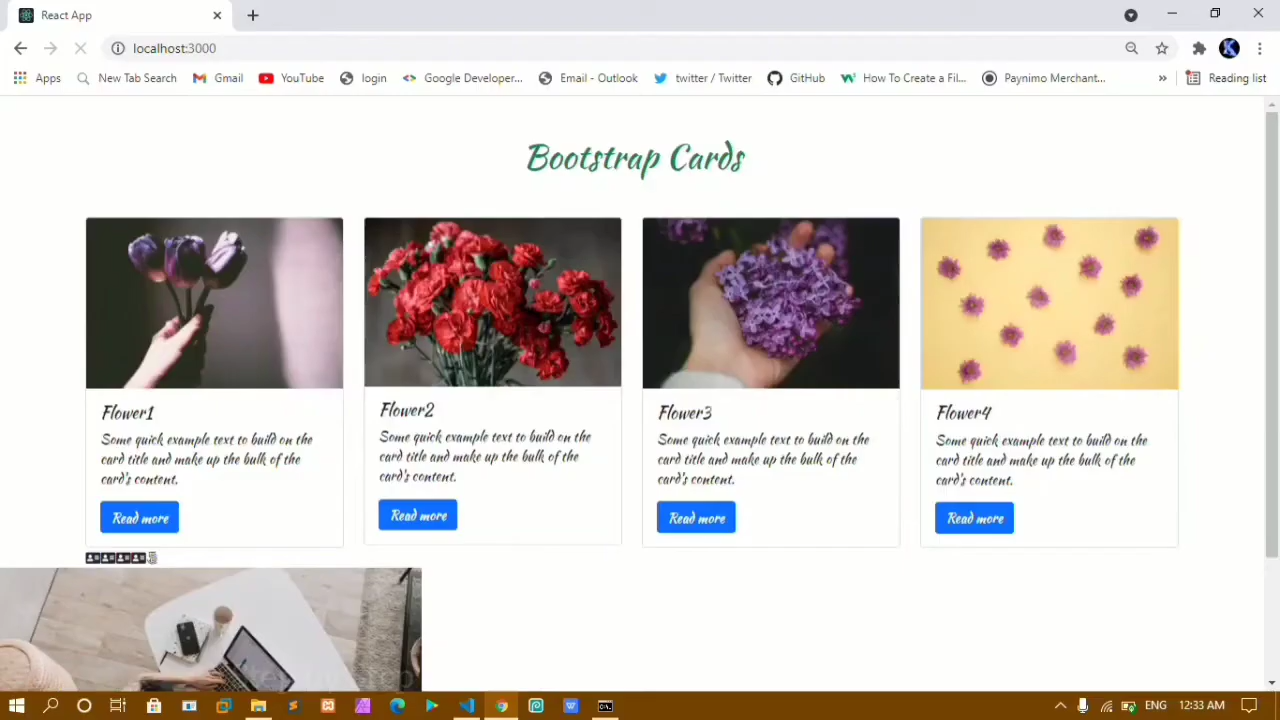 React App
localhost:3000
Apps
New Tab Search
Gmail
YouTube
login
Google Developer...
Email - Outlook
twitter / Twitter
GitHub
How To Create a Fil...
Paynimo Merchant...
»
Reading list
Bootstrap Cards
Flower1
Some quick example text to build on the
card title and make up the bulk of the
card's content.
Read more
Flower2
Some quick example text to build on the
card title and make up the bulk of the
card's content.
Read more
Flower3
Some quick example text to build on the
card title and make up the bulk of the
card's content.
Read more
Flower4
Some quick example text to build on the
card title and make up the bulk of the
card's content.
Read more
ENG
12:33 AM